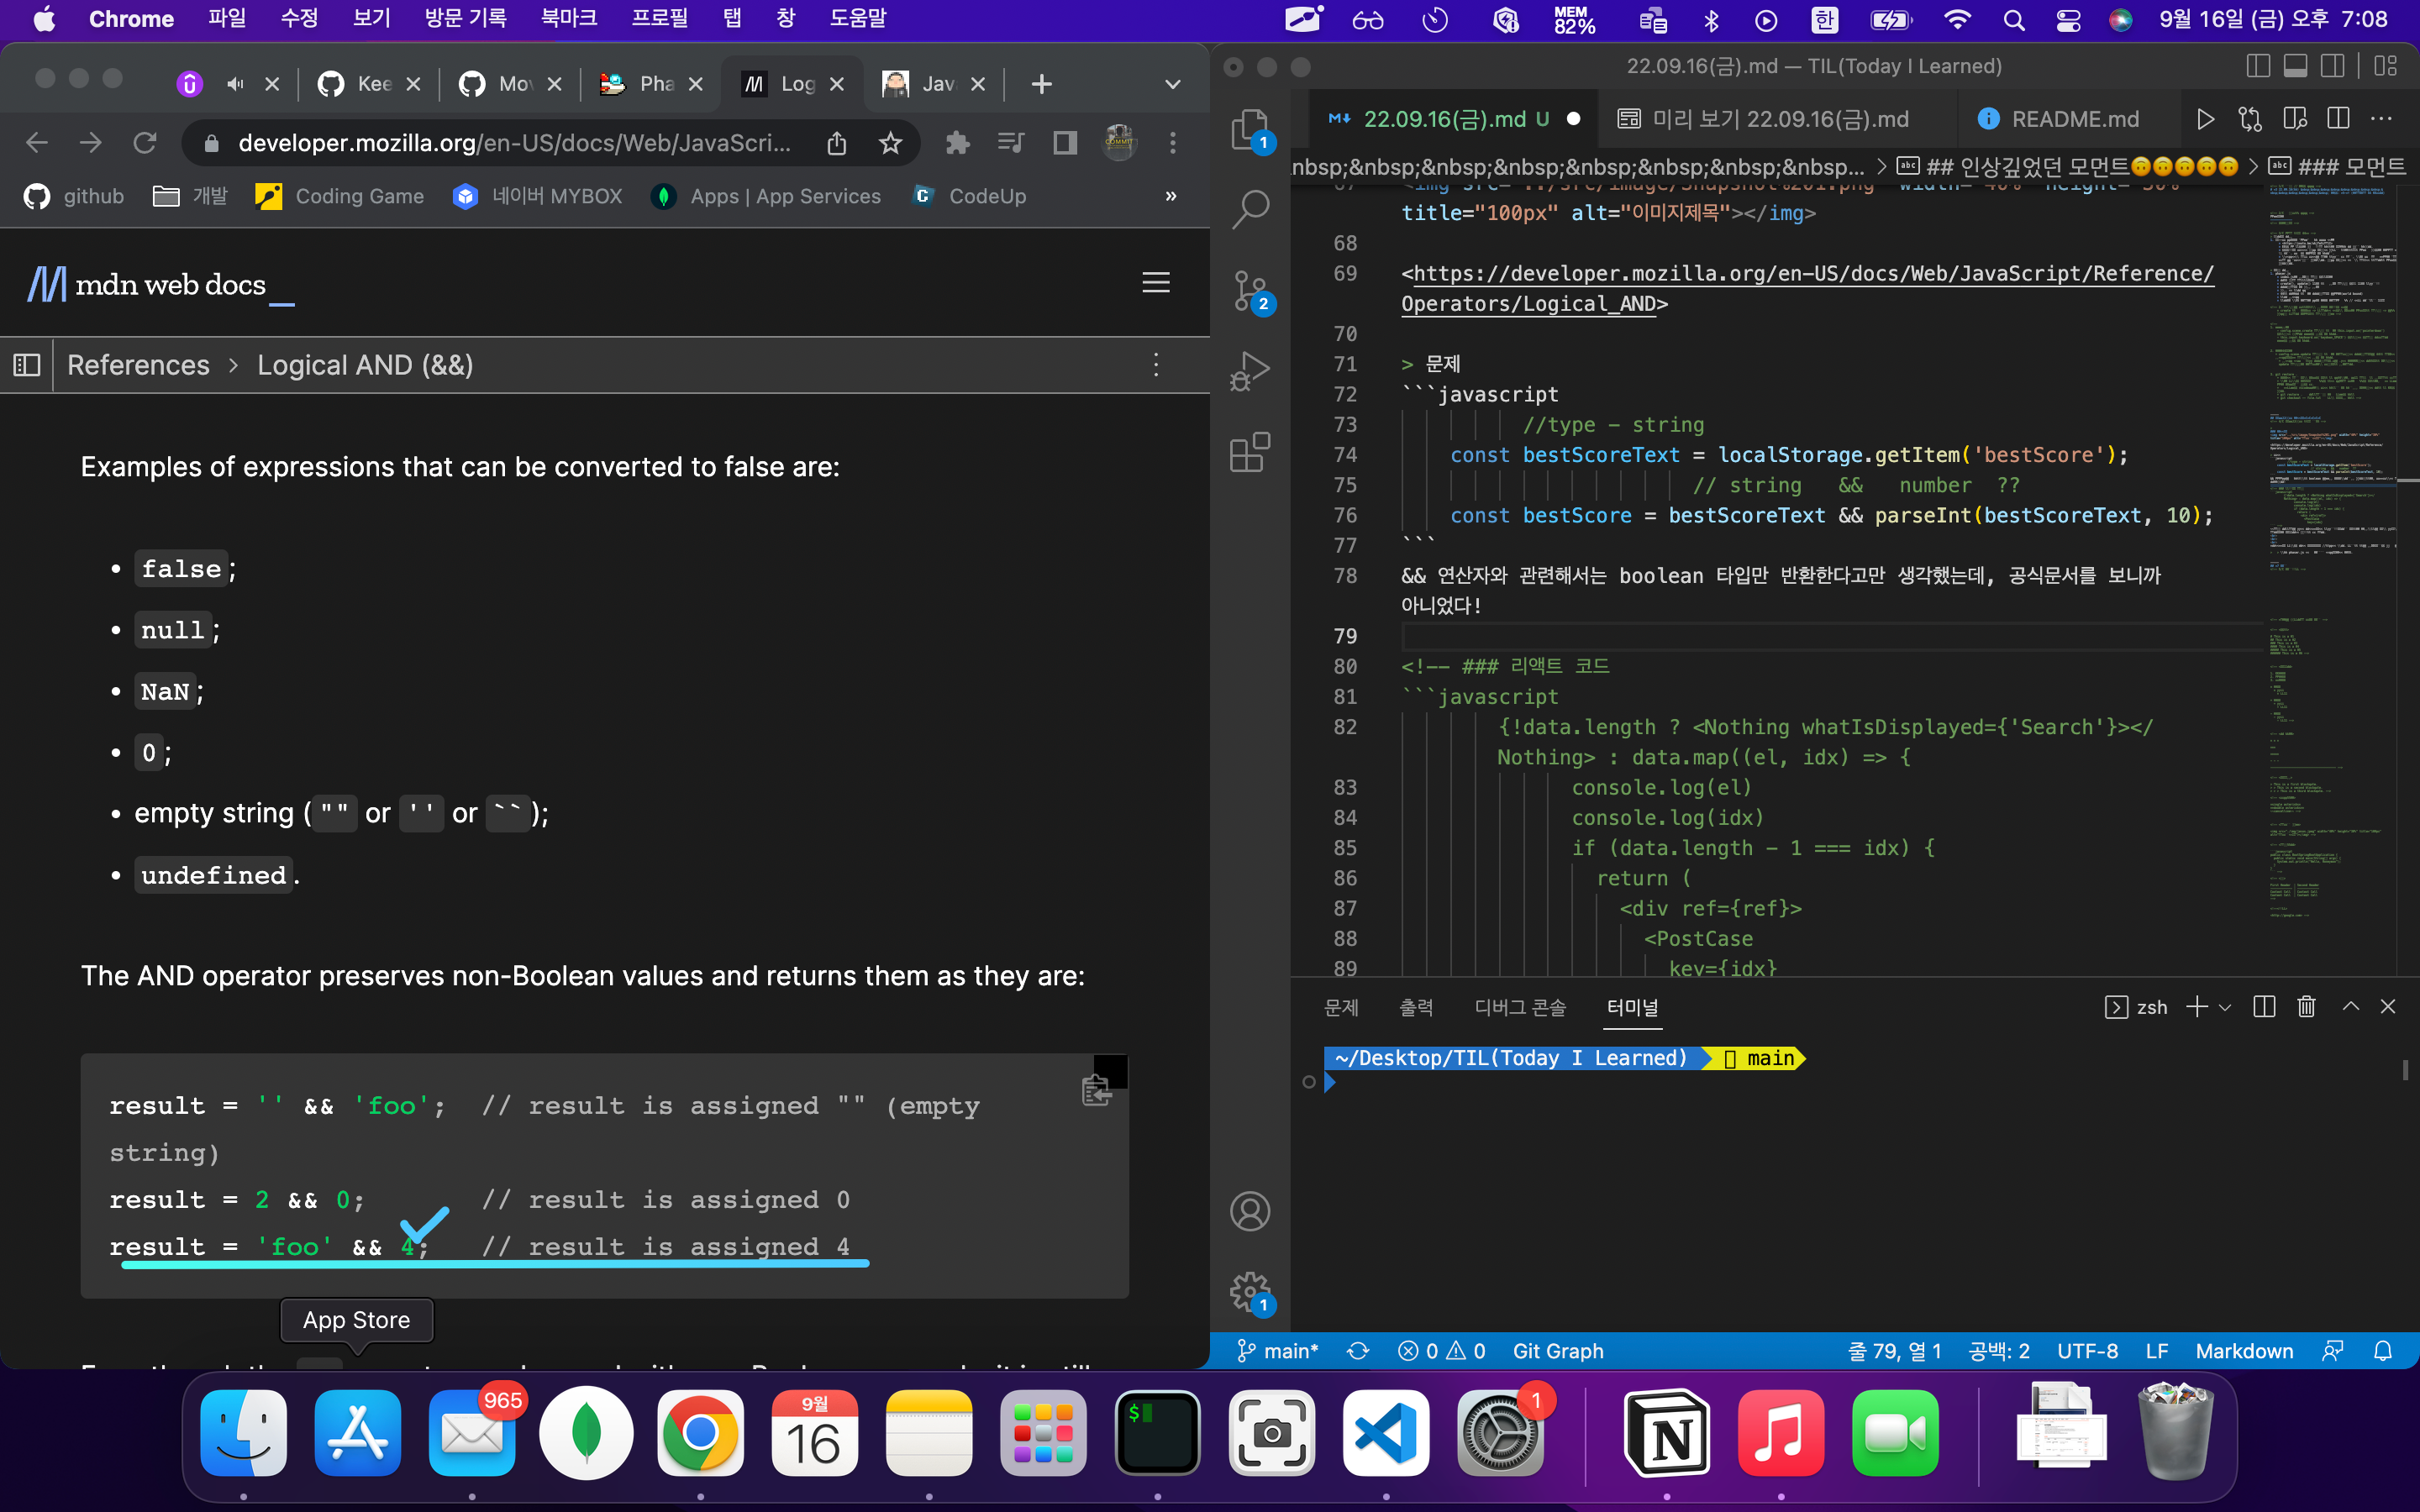 Chrome 파일 수정 보기 방문 기록 북마크 프로필 탭 창 도움말
MEM 82% 한 9월 16일 (금) 오후 7:08
Kee Mov Pha Log Jav
developer.mozilla.org/en-US/docs/Web/JavaScri...
github 개발 Coding Game 네이버 MYBOX Apps | App Services CodeUp »
mdn web docs_
References > Logical AND (&&)
Examples of expressions that can be converted to false are:
• false;
• null;
• NaN;
• 0;
• empty string ("" or '' or ``);
• undefined.
The AND operator preserves non-Boolean values and returns them as they are:
result = '' && 'foo'; // result is assigned "" (empty
string)
result = 2 && 0; // result is assigned 0
result = 'foo' && 4; // result is assigned 4
App Store
22.09.16(금).md — TIL(Today I Learned)
22.09.16(금).md U 미리 보기 22.09.16(금).md README.md
nbsp;&nbsp;&nbsp;&nbsp;&nbsp;&nbsp;&nbsp;&nbsp... > ## 인상깊었던 모먼트🙃🙃🙃🙃🙃 > ### 모먼트
title="100px" alt="이미지제목"></img>
68
69 <https://developer.mozilla.org/en-US/docs/Web/JavaScript/Reference/
Operators/Logical_AND>
70
71 > 문제
72 ```javascript
73 //type - string
74 const bestScoreText = localStorage.getItem('bestScore');
75 // string && number ??
76 const bestScore = bestScoreText && parseInt(bestScoreText, 10);
77 ```
78 && 연산자와 관련해서는 boolean 타입만 반환한다고만 생각했는데, 공식문서를 보니까
아니었다!
79
80 <!-- ### 리액트 코드
81 ```javascript
82 {!data.length ? <Nothing whatIsDisplayed={'Search'}></
Nothing> : data.map((el, idx) => {
83 console.log(el)
84 console.log(idx)
85 if (data.length - 1 === idx) {
86 return (
87 <div ref={ref}>
88 <PostCase
89 key={idx}
문제 출력 디버그 콘솔 터미널 zsh
~/Desktop/TIL(Today I Learned) main
1
2
1
main* 0 0 Git Graph 줄 79, 열 1 공백: 2 UTF-8 LF Markdown
965 9월 16 $ 1